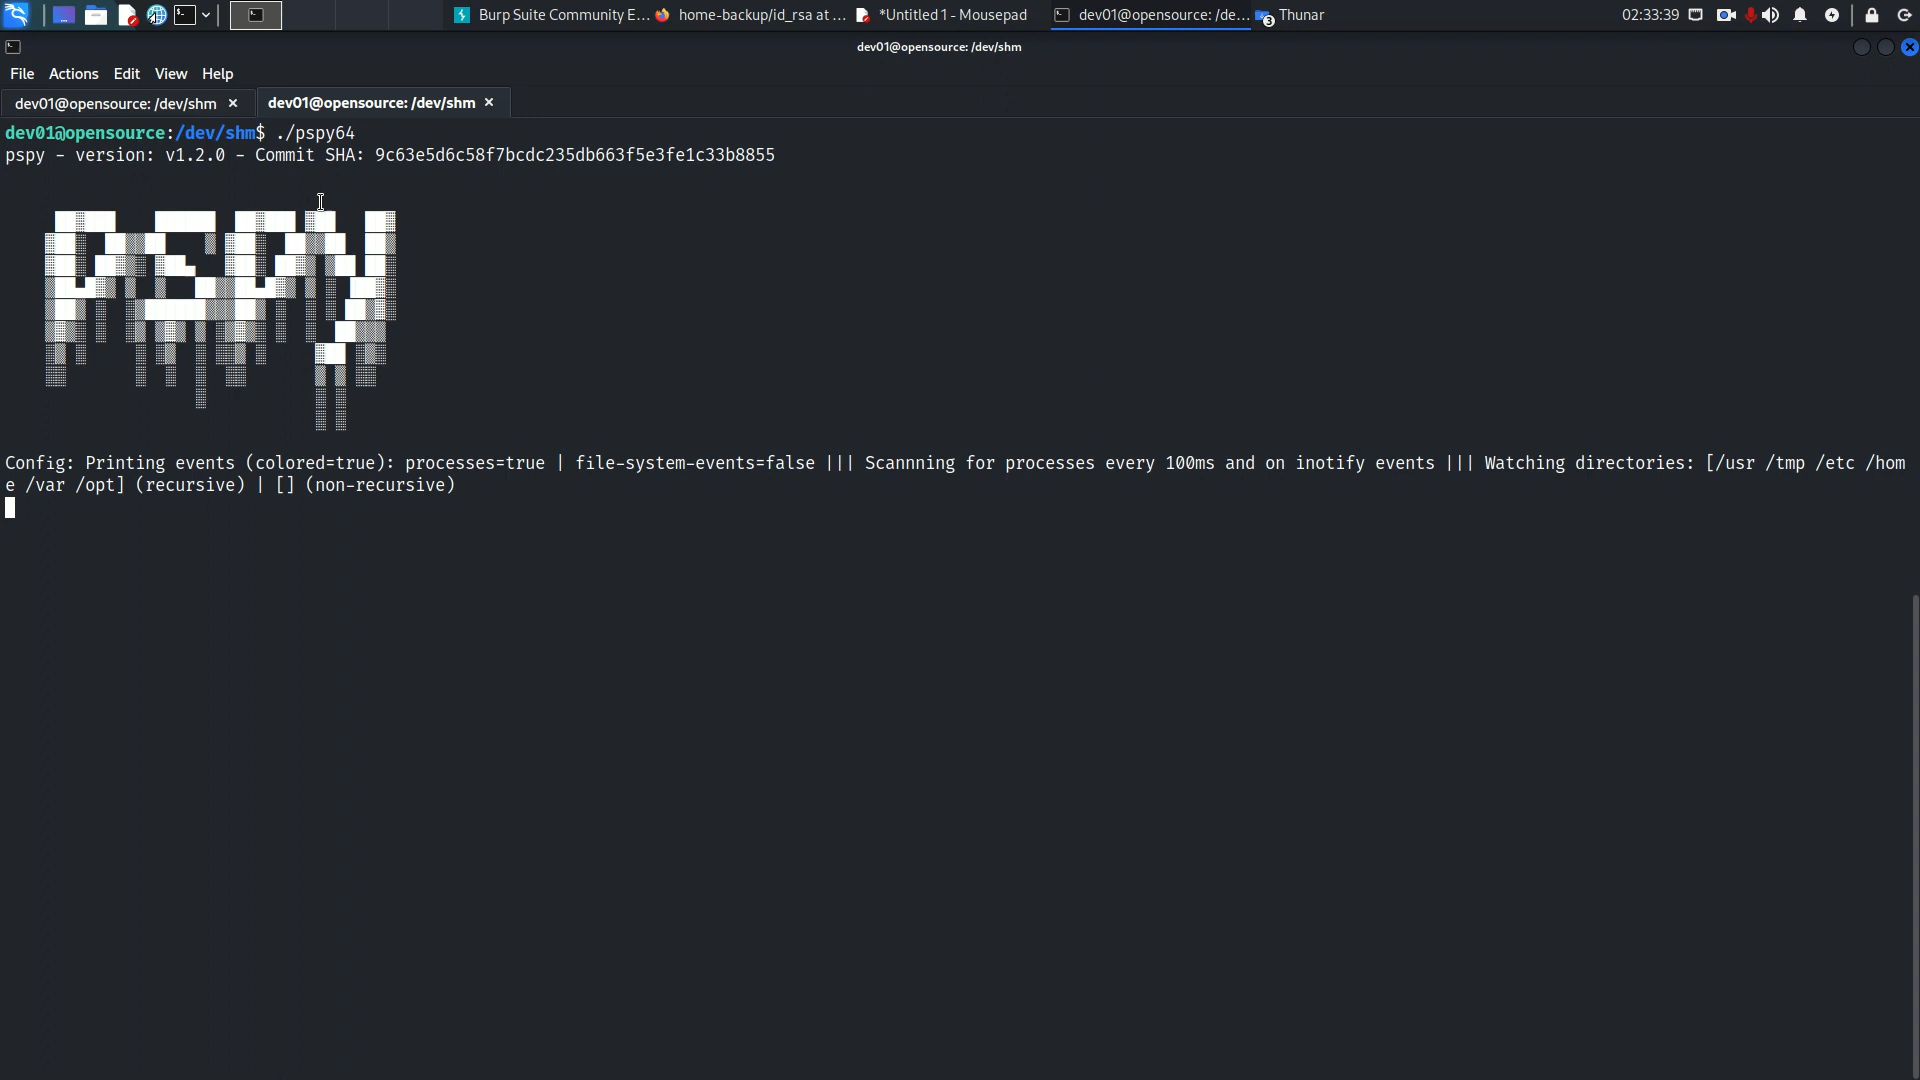 Burp Suite Community E... home-backup/id_rsa at ... *Untitled 1 - Mousepad dev01@opensource: /de... 3 Thunar 02:33:39
dev01@opensource: /dev/shm
File Actions Edit View Help
dev01@opensource: /dev/shm × dev01@opensource: /dev/shm ×
dev01@opensource:/dev/shm$ ./pspy64
pspy - version: v1.2.0 - Commit SHA: 9c63e5d6c58f7bcdc235db663f5e3fe1c33b8855
Config: Printing events (colored=true): processes=true | file-system-events=false ||| Scannning for processes every 100ms and on inotify events ||| Watching directories: [/usr /tmp /etc /hom
e /var /opt] (recursive) | [] (non-recursive)